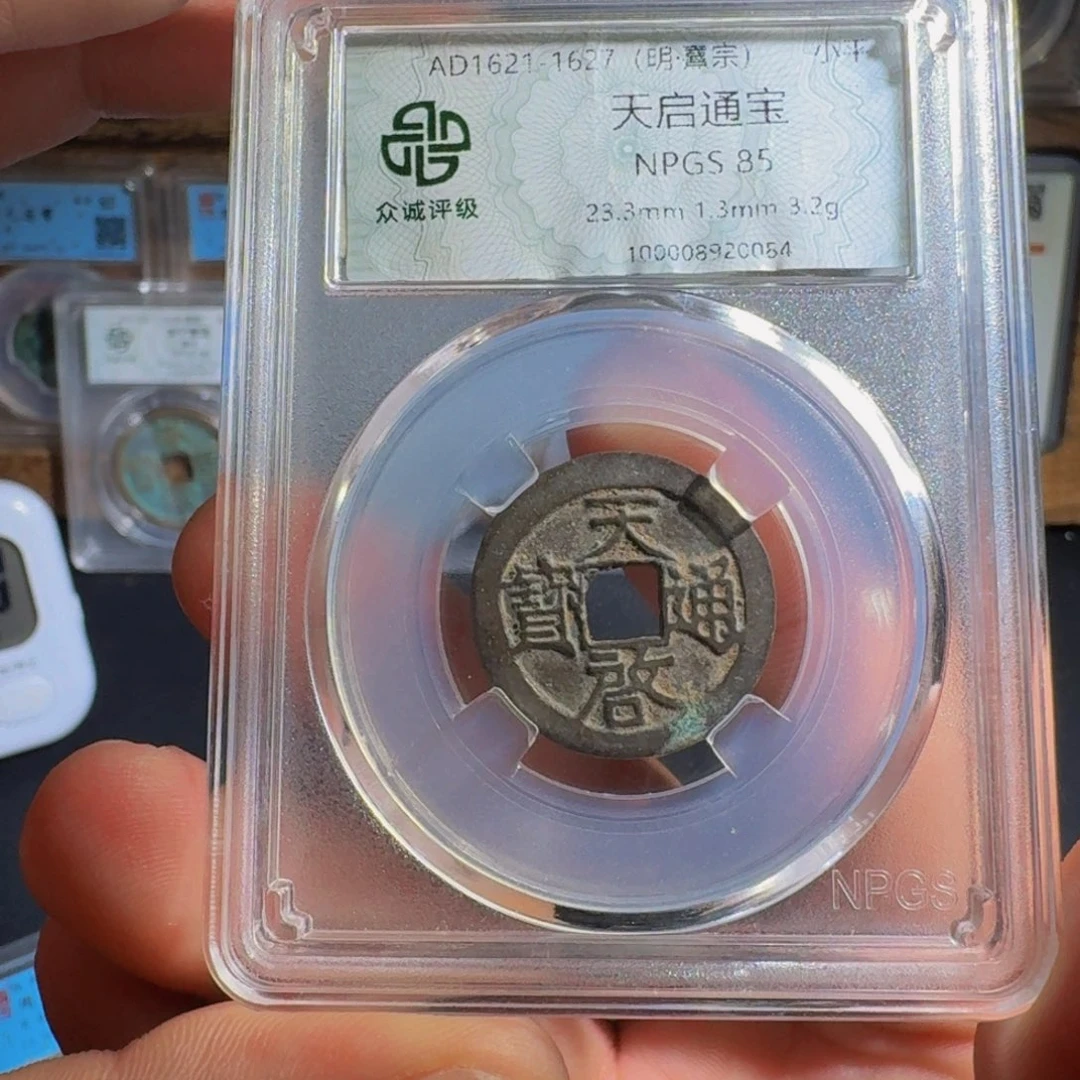 AD1621-1627 (明·熹宗) 小平
天启通宝
NPGS 85
众诚评级
23.3mm 1.3mm 3.2g
100008920054
天
寶 通
啓
NPGS